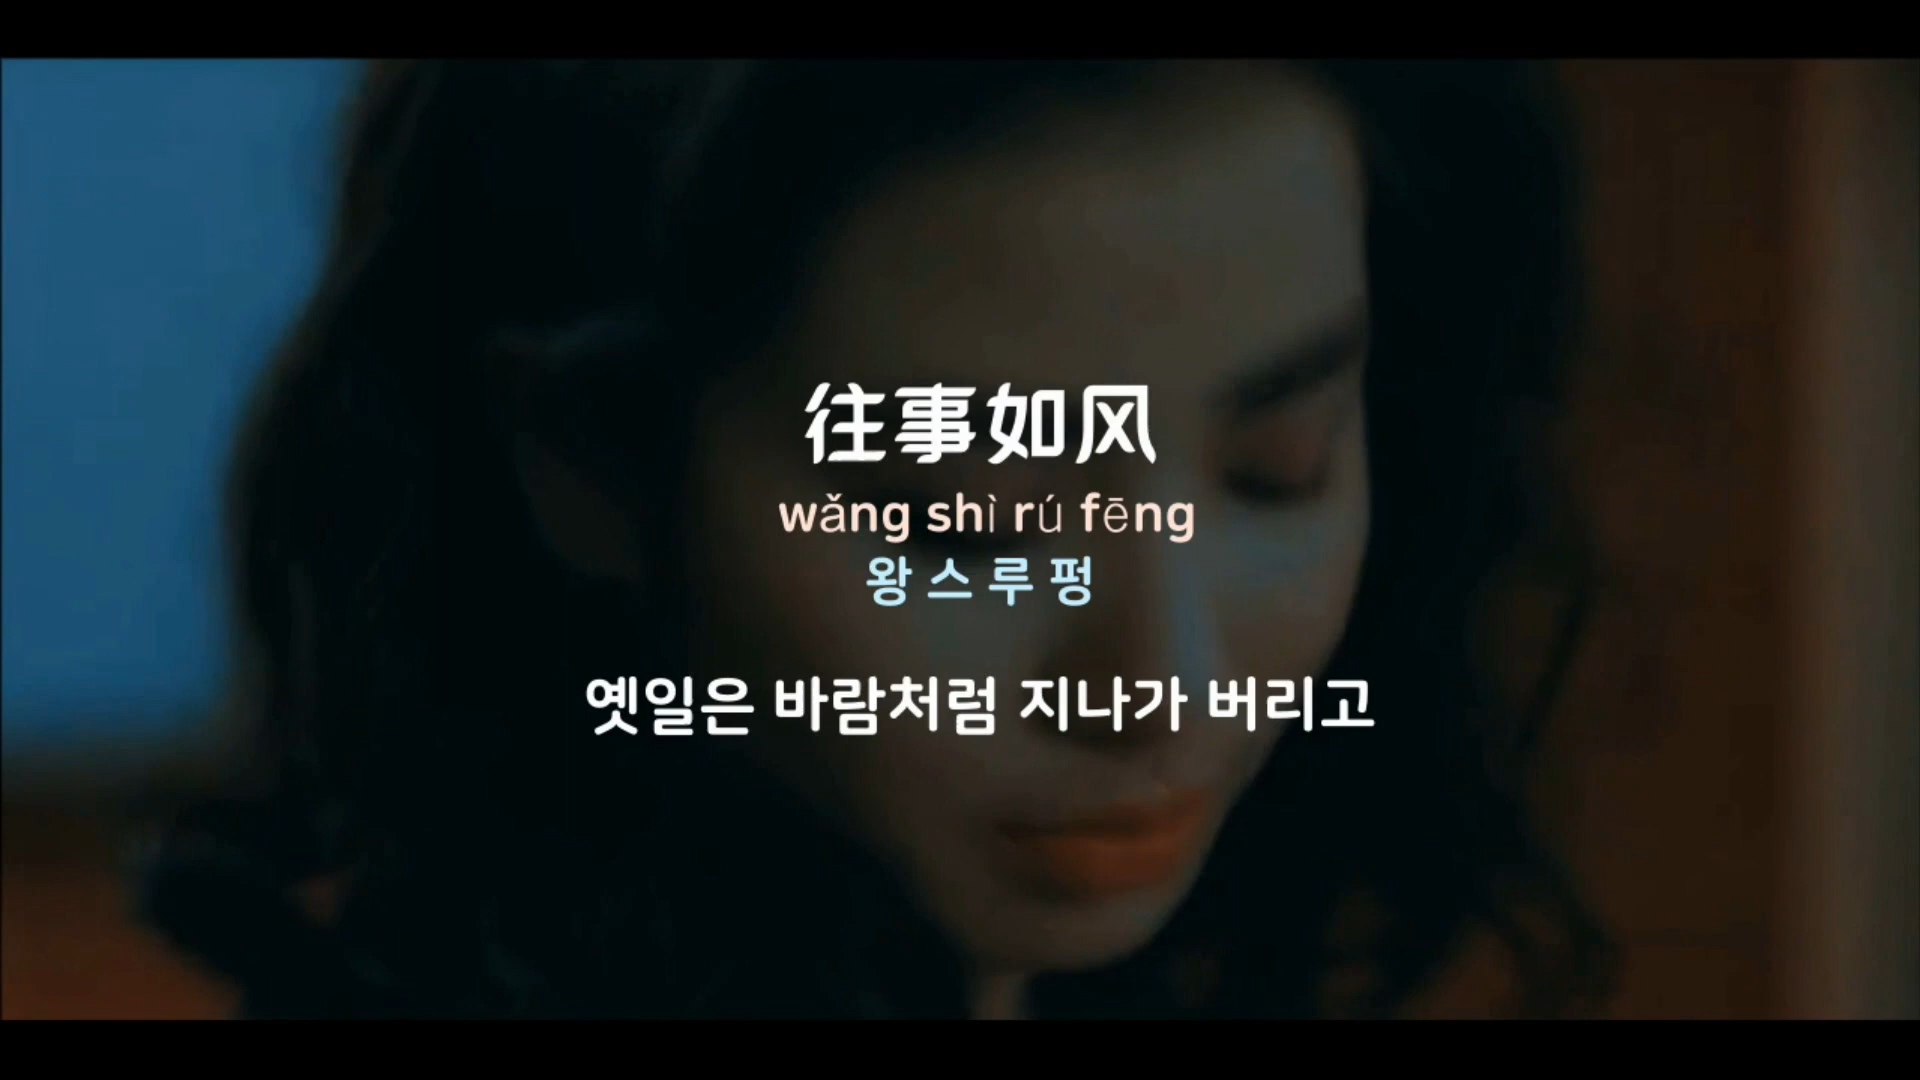 往事如风
wǎng shì rú fēng
왕 스 루 펑
옛일은 바람처럼 지나가 버리고